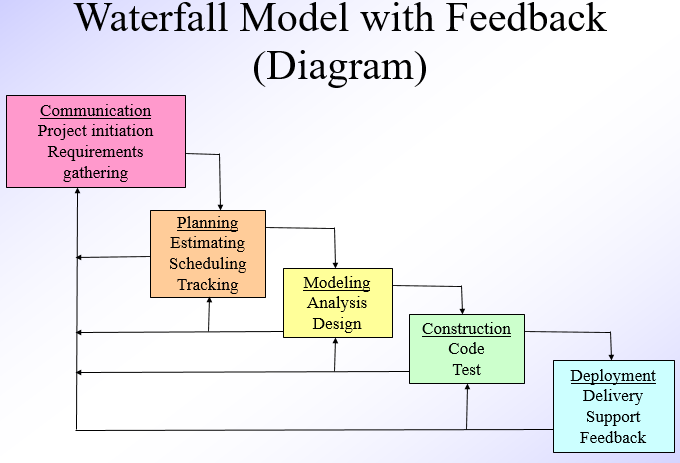 Waterfall Model with Feedback
(Diagram)
Communication
Project initiation
Requirements
gathering
Planning
Estimating
Scheduling
Tracking
Modeling
Analysis
Design
Construction
Code
Test
Deployment
Delivery
Support
Feedback